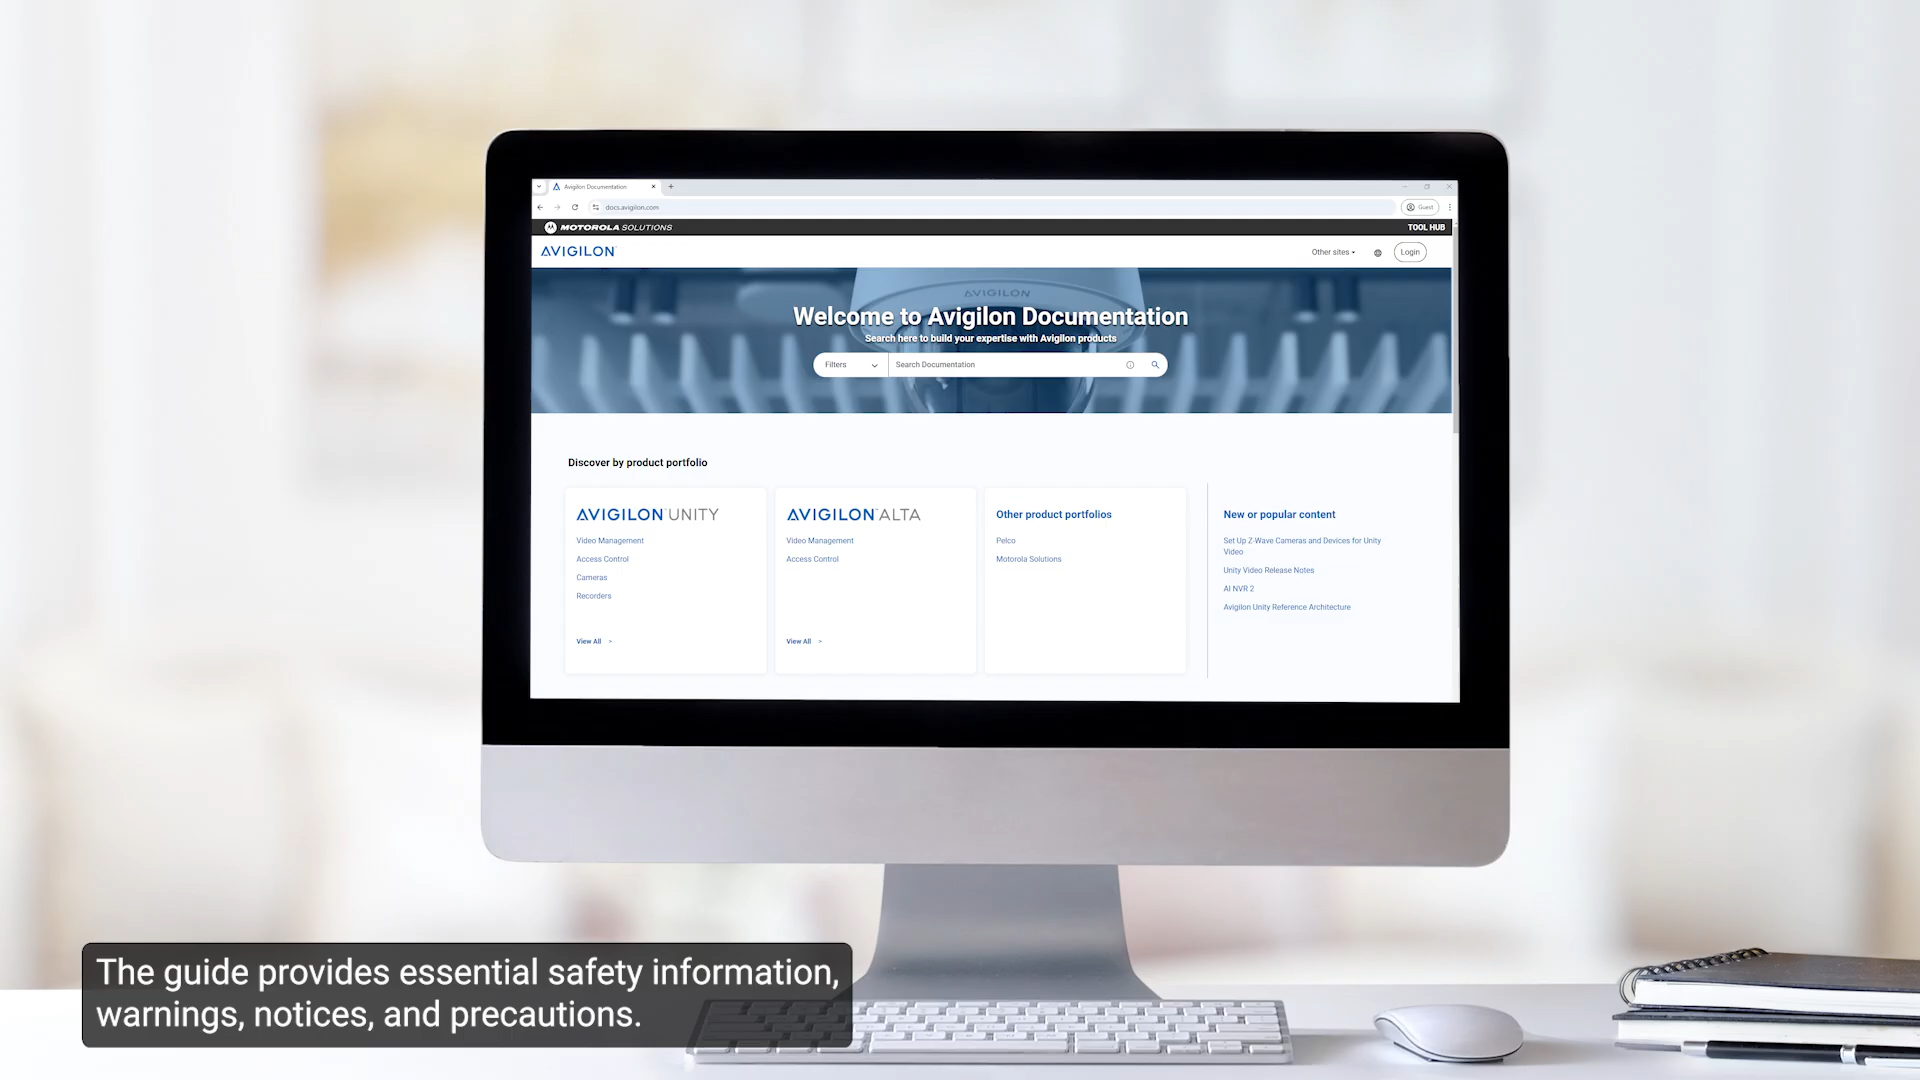 Avigilon Documentation
docs.avigilon.com
Guest
MOTOROLA SOLUTIONS
TOOL HUB
AVIGILON
Other sites
Login
AVIGILON
Welcome to Avigilon Documentation
Search here to build your expertise with Avigilon products
Filters
Search Documentation
Discover by product portfolio
AVIGILON UNITY
Video Management
Access Control
Cameras
Recorders
View All >
AVIGILON ALTA
Video Management
Access Control
View All >
Other product portfolios
Pelco
Motorola Solutions
New or popular content
Set Up Z-Wave Cameras and Devices for Unity
Video
Unity Video Release Notes
AI NVR 2
Avigilon Unity Reference Architecture
The guide provides essential safety information,
warnings, notices, and precautions.